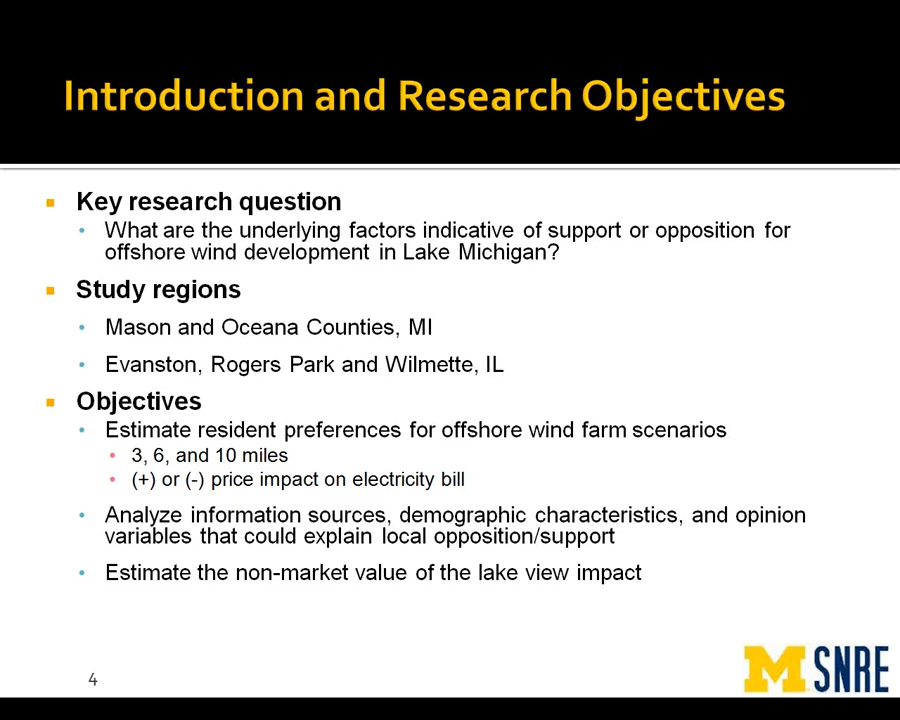 Introduction and Research Objectives
Key research question
What are the underlying factors indicative of support or opposition for
offshore wind development in Lake Michigan?
Study regions
Mason and Oceana Counties, MI
Evanston, Rogers Park and Wilmette, IL
Objectives
Estimate resident preferences for offshore wind farm scenarios
3, 6, and 10 miles
(+) or (-) price impact on electricity bill
Analyze information sources, demographic characteristics, and opinion
variables that could explain local opposition/support
Estimate the non-market value of the lake view impact
4
M SNRE